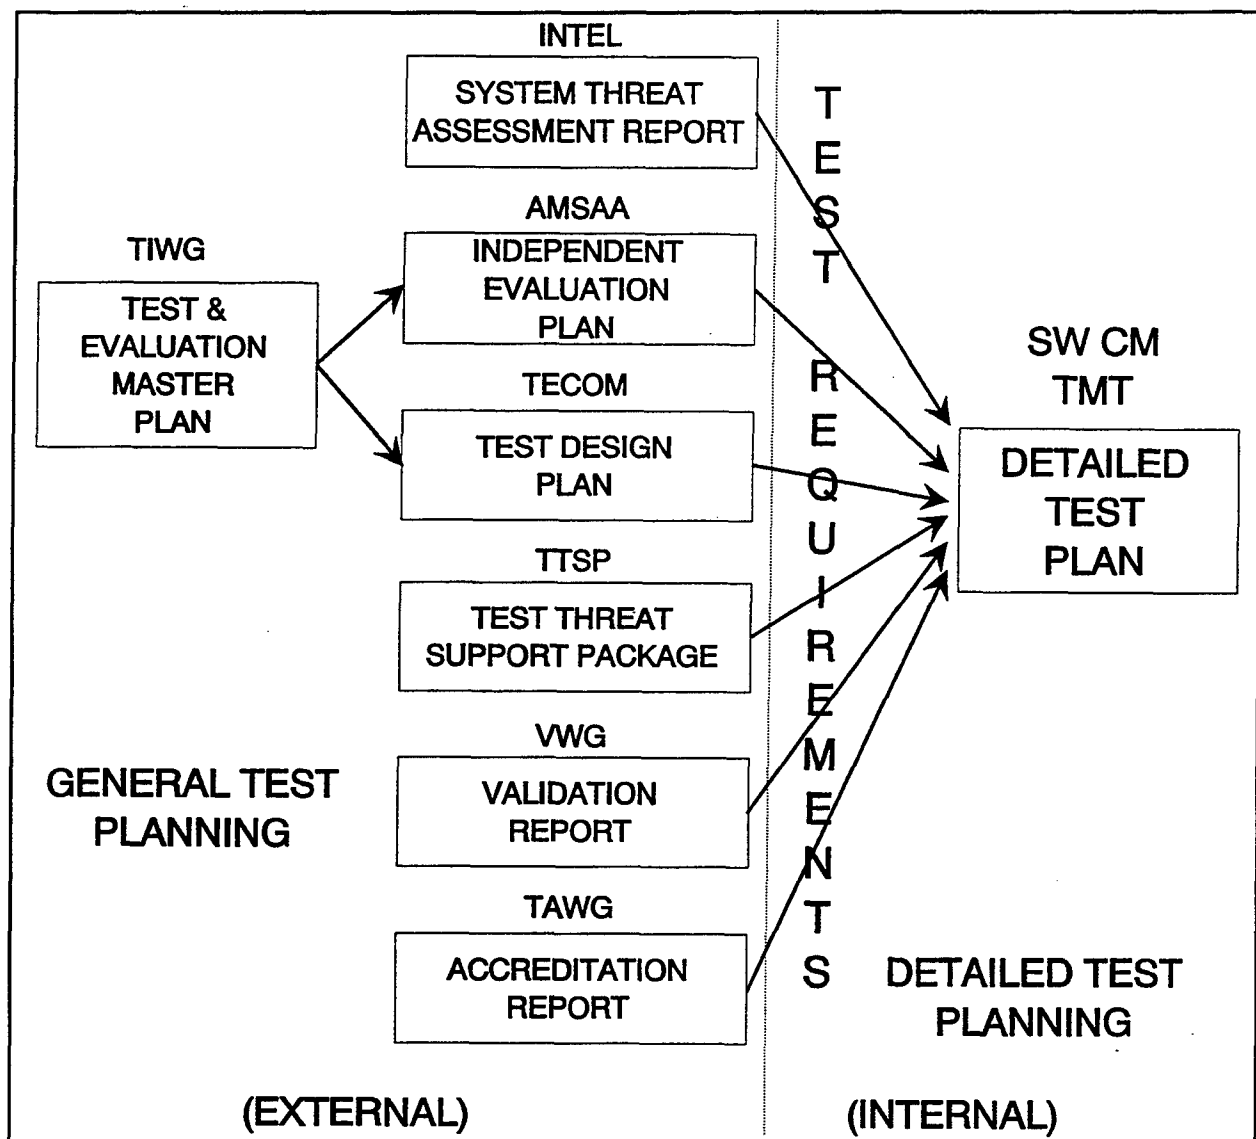 INTEL
SYSTEM THREAT
ASSESSMENT REPORT
AMSAA
INDEPENDENT
EVALUATION
PLAN
TIWG
TEST &
EVALUATION
MASTER
PLAN
TECOM
TEST DESIGN
PLAN
TTSP
TEST THREAT
SUPPORT PACKAGE
VWG
VALIDATION
REPORT
TAWG
ACCREDITATION
REPORT
GENERAL TEST
PLANNING
(EXTERNAL)
TEST REQUIREMENTS
SW CM
TMT
DETAILED
TEST
PLAN
DETAILED TEST
PLANNING
(INTERNAL)